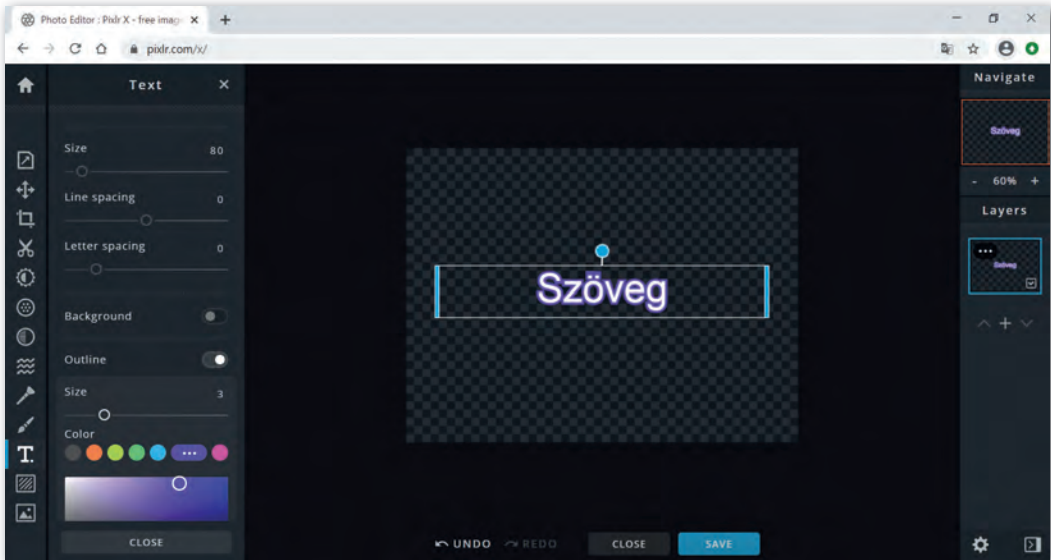 Photo Editor : Pixlr X - free imag
pixlr.com/x/
Text
Size 80
Line spacing 0
Letter spacing 0
Background
Outline
Size 3
Color
CLOSE
Szöveg
UNDO REDO CLOSE SAVE
Navigate
Szöveg
- 60% +
Layers
Szöveg